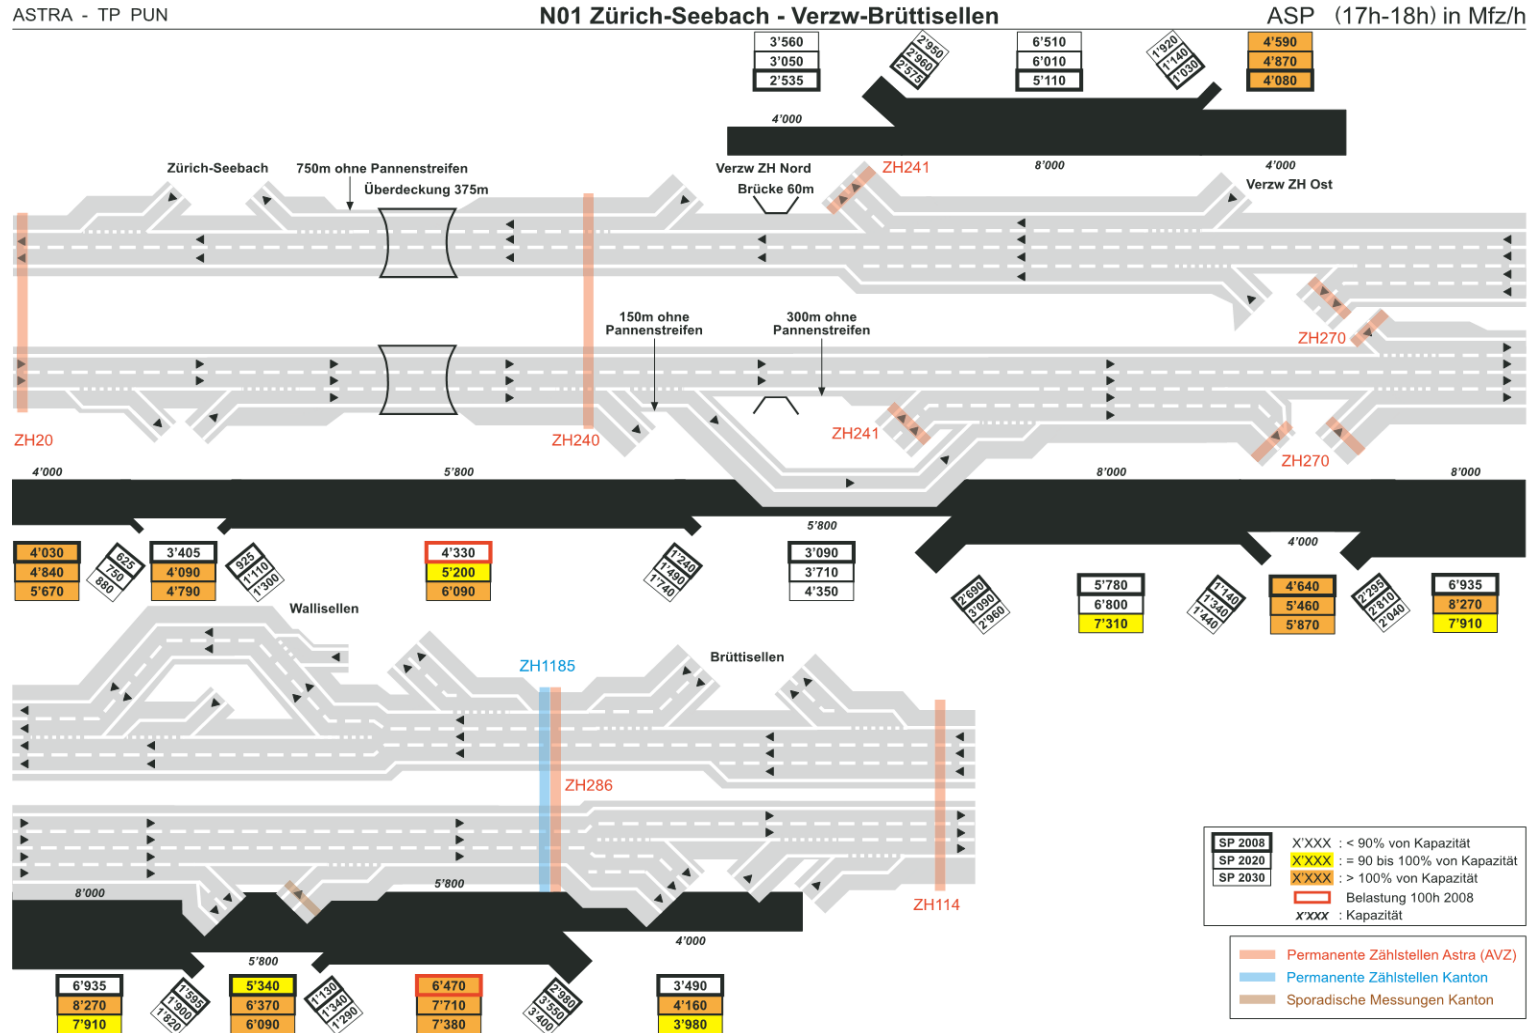 ASTRA - TP PUN
N01 Zürich-Seebach - Verzw-Brüttisellen
ASP (17h-18h) in Mfz/h
3'560
3'050
2'535
2'950
2'960
2'575
6'510
6'010
5'110
1'920
1'140
1'030
4'590
4'870
4'080
4'000
8'000
4'000
Zürich-Seebach
750m ohne Pannenstreifen
Überdeckung 375m
Verzw ZH Nord
Brücke 60m
ZH241
Verzw ZH Ost
150m ohne
Pannenstreifen
300m ohne
Pannenstreifen
ZH270
ZH20
ZH240
ZH241
ZH270
4'000
5'800
8'000
8'000
5'800
4'000
4'030
4'840
5'670
625
750
880
3'405
4'090
4'790
925
1'110
1'300
4'330
5'200
6'090
1'240
1'490
1'740
3'090
3'710
4'350
2'690
3'090
2'960
5'780
6'800
7'310
1'140
1'340
1'440
4'640
5'460
5'870
2'295
2'810
2'040
6'935
8'270
7'910
Wallisellen
ZH1185
Brüttisellen
ZH286
ZH114
8'000
5'800
4'000
5'800
6'935
8'270
7'910
1'595
1'900
1'820
5'340
6'370
6'090
1'130
1'340
1'290
6'470
7'710
7'380
2'980
3'550
3'400
3'490
4'160
3'980
SP 2008 X'XXX : < 90% von Kapazität
SP 2020 X'XXX : = 90 bis 100% von Kapazität
SP 2030 X'XXX : > 100% von Kapazität
Belastung 100h 2008
X'XXX : Kapazität
Permanente Zählstellen Astra (AVZ)
Permanente Zählstellen Kanton
Sporadische Messungen Kanton